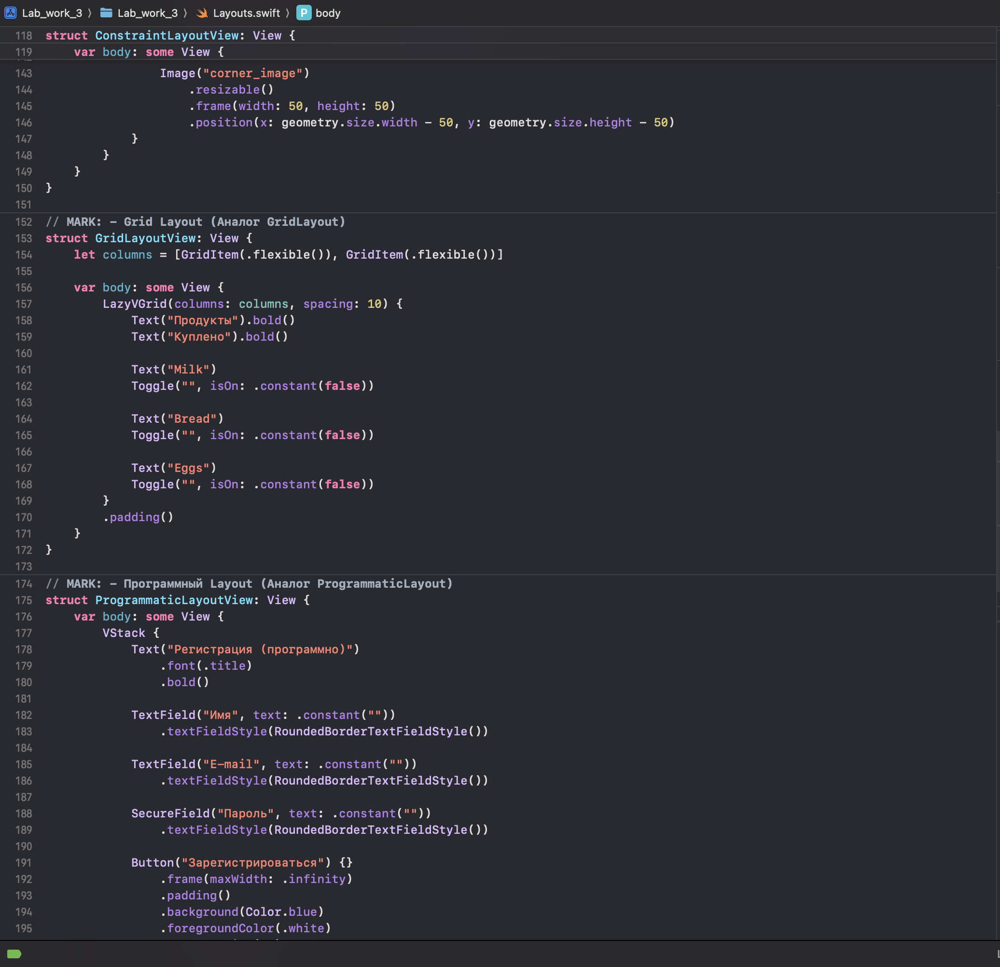 Lab_work_3 〉 Lab_work_3 〉 Layouts.swift 〉 P body
118 struct ConstraintLayoutView: View {
119     var body: some View {
143                 Image("corner_image")
144                     .resizable()
145                     .frame(width: 50, height: 50)
146                     .position(x: geometry.size.width - 50, y: geometry.size.height - 50)
147             }
148         }
149     }
150 }
151
152 // MARK: - Grid Layout (Аналог GridLayout)
153 struct GridLayoutView: View {
154     let columns = [GridItem(.flexible()), GridItem(.flexible())]
155
156     var body: some View {
157         LazyVGrid(columns: columns, spacing: 10) {
158             Text("Продукты").bold()
159             Text("Куплено").bold()
160
161             Text("Milk")
162             Toggle("", isOn: .constant(false))
163
164             Text("Bread")
165             Toggle("", isOn: .constant(false))
166
167             Text("Eggs")
168             Toggle("", isOn: .constant(false))
169         }
170         .padding()
171     }
172 }
173
174 // MARK: - Программный Layout (Аналог ProgrammaticLayout)
175 struct ProgrammaticLayoutView: View {
176     var body: some View {
177         VStack {
178             Text("Регистрация (программно)")
179                 .font(.title)
180                 .bold()
181
182             TextField("Имя", text: .constant(""))
183                 .textFieldStyle(RoundedBorderTextFieldStyle())
184
185             TextField("E-mail", text: .constant(""))
186                 .textFieldStyle(RoundedBorderTextFieldStyle())
187
188             SecureField("Пароль", text: .constant(""))
189                 .textFieldStyle(RoundedBorderTextFieldStyle())
190
191             Button("Зарегистрироваться") {}
192                 .frame(maxWidth: .infinity)
193                 .padding()
194                 .background(Color.blue)
195                 .foregroundColor(.white)